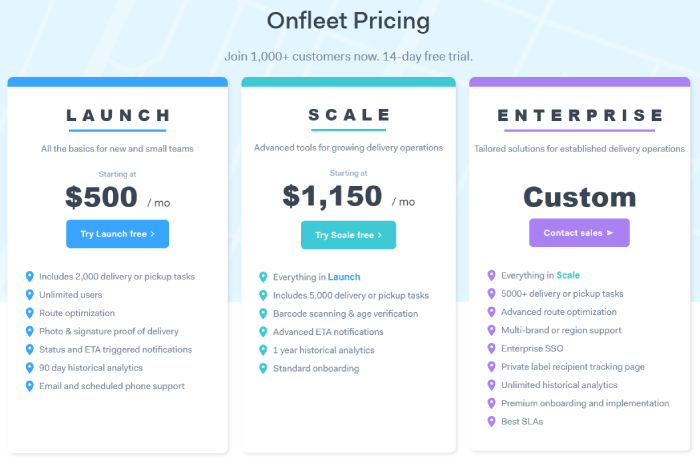 Onfleet Pricing
Join 1,000+ customers now. 14-day free trial.
LAUNCH
All the basics for new and small teams
Starting at
$500 / mo
Try Launch free >
Includes 2,000 delivery or pickup tasks
Unlimited users
Route optimization
Photo & signature proof of delivery
Status and ETA triggered notifications
90 day historical analytics
Email and scheduled phone support
SCALE
Advanced tools for growing delivery operations
Starting at
$1,150 / mo
Try Scale free >
Everything in Launch
Includes 5,000 delivery or pickup tasks
Barcode scanning & age verification
Advanced ETA notifications
1 year historical analytics
Standard onboarding
ENTERPRISE
Tailored solutions for established delivery operations
Custom
Contact sales ➤
Everything in Scale
5000+ delivery or pickup tasks
Advanced route optimization
Multi-brand or region support
Enterprise SSO
Private label recipient tracking page
Unlimited historical analytics
Premium onboarding and implementation
Best SLAs